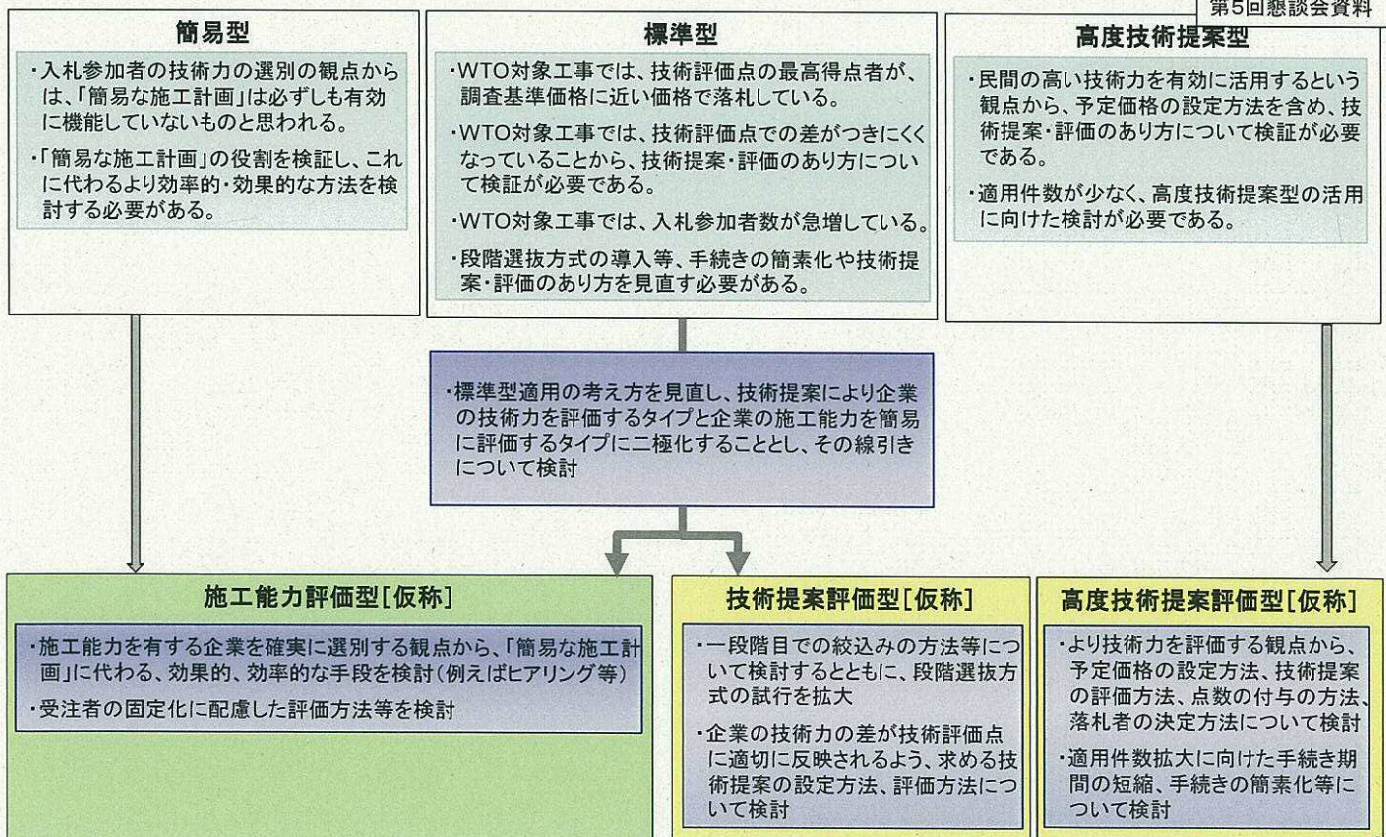 第5回懇談会資料
簡易型
・入札参加者の技術力の選別の観点から
は、「簡易な施工計画」は必ずしも有効
に機能していないものと思われる。
・「簡易な施工計画」の役割を検証し、これ
に代わるより効率的・効果的な方法を検
討する必要がある。
標準型
・WTO対象工事では、技術評価点の最高得点者が、
調査基準価格に近い価格で落札している。
・WTO対象工事では、技術評価点での差がつきにくく
なっていることから、技術提案・評価のあり方につい
て検証が必要である。
・WTO対象工事では、入札参加者数が急増している。
・段階選抜方式の導入等、手続きの簡素化や技術提
案・評価のあり方を見直す必要がある。
高度技術提案型
・民間の高い技術力を有効に活用するという
観点から、予定価格の設定方法を含め、技
術提案・評価のあり方について検証が必要
である。
・適用件数が少なく、高度技術提案型の活用
に向けた検討が必要である。
・標準型適用の考え方を見直し、技術提案により企業
の技術力を評価するタイプと企業の施工能力を簡易
に評価するタイプに二極化することとし、その線引き
について検討
施工能力評価型[仮称]
・施工能力を有する企業を確実に選別する観点から、「簡易な施工計
画」に代わる、効果的、効率的な手段を検討(例えばヒアリング等)
・受注者の固定化に配慮した評価方法等を検討
技術提案評価型[仮称]
・一段階目での絞込みの方法等につ
いて検討するとともに、段階選抜方
式の試行を拡大
・企業の技術力の差が技術評価点
に適切に反映されるよう、求める技
術提案の設定方法、評価方法につ
いて検討
高度技術提案評価型[仮称]
・より技術力を評価する観点から、
予定価格の設定方法、技術提案
の評価方法、点数の付与の方法、
落札者の決定方法について検討
・適用件数拡大に向けた手続き期
間の短縮、手続きの簡素化等に
ついて検討